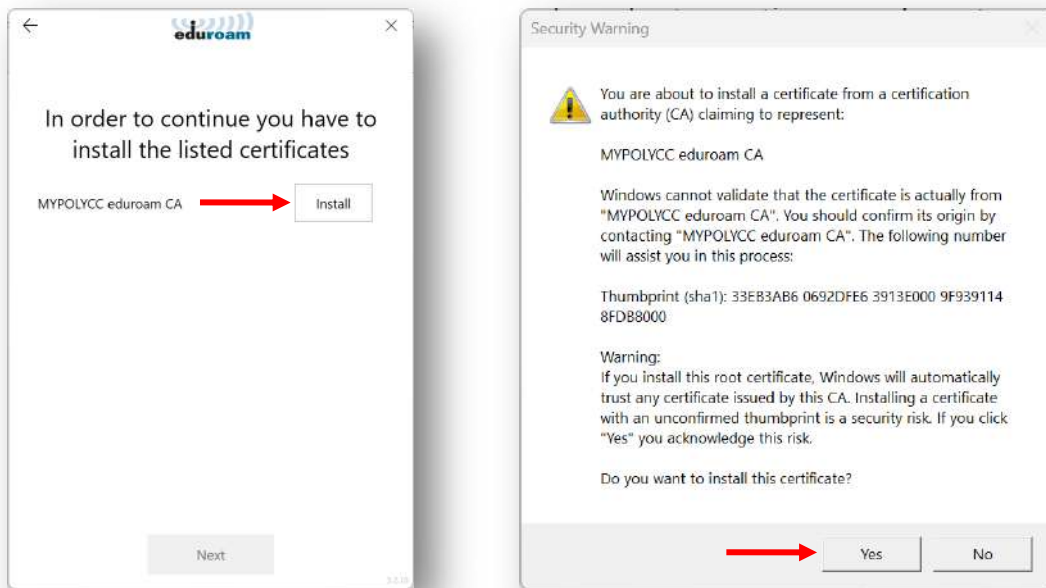 eduroam
In order to continue you have to
install the listed certificates
MYPOLYCC eduroam CA
Install
Next
Security Warning
You are about to install a certificate from a certification
authority (CA) claiming to represent:
MYPOLYCC eduroam CA
Windows cannot validate that the certificate is actually from
"MYPOLYCC eduroam CA". You should confirm its origin by
contacting "MYPOLYCC eduroam CA". The following number
will assist you in this process:
Thumbprint (sha1): 33EB3AB6 0692DFE6 3913E000 9F939114
8FDB8000
Warning:
If you install this root certificate, Windows will automatically
trust any certificate issued by this CA. Installing a certificate
with an unconfirmed thumbprint is a security risk. If you click
"Yes" you acknowledge this risk.
Do you want to install this certificate?
Yes
No